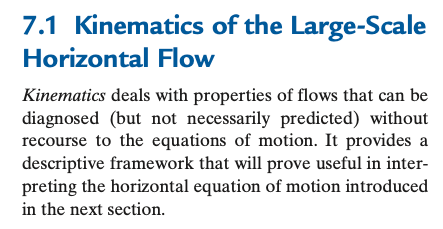 7.1 Kinematics of the Large-Scale
Horizontal Flow
Kinematics deals with properties of flows that can be
diagnosed (but not necessarily predicted) without
recourse to the equations of motion. It provides a
descriptive framework that will prove useful in inter-
preting the horizontal equation of motion introduced
in the next section.